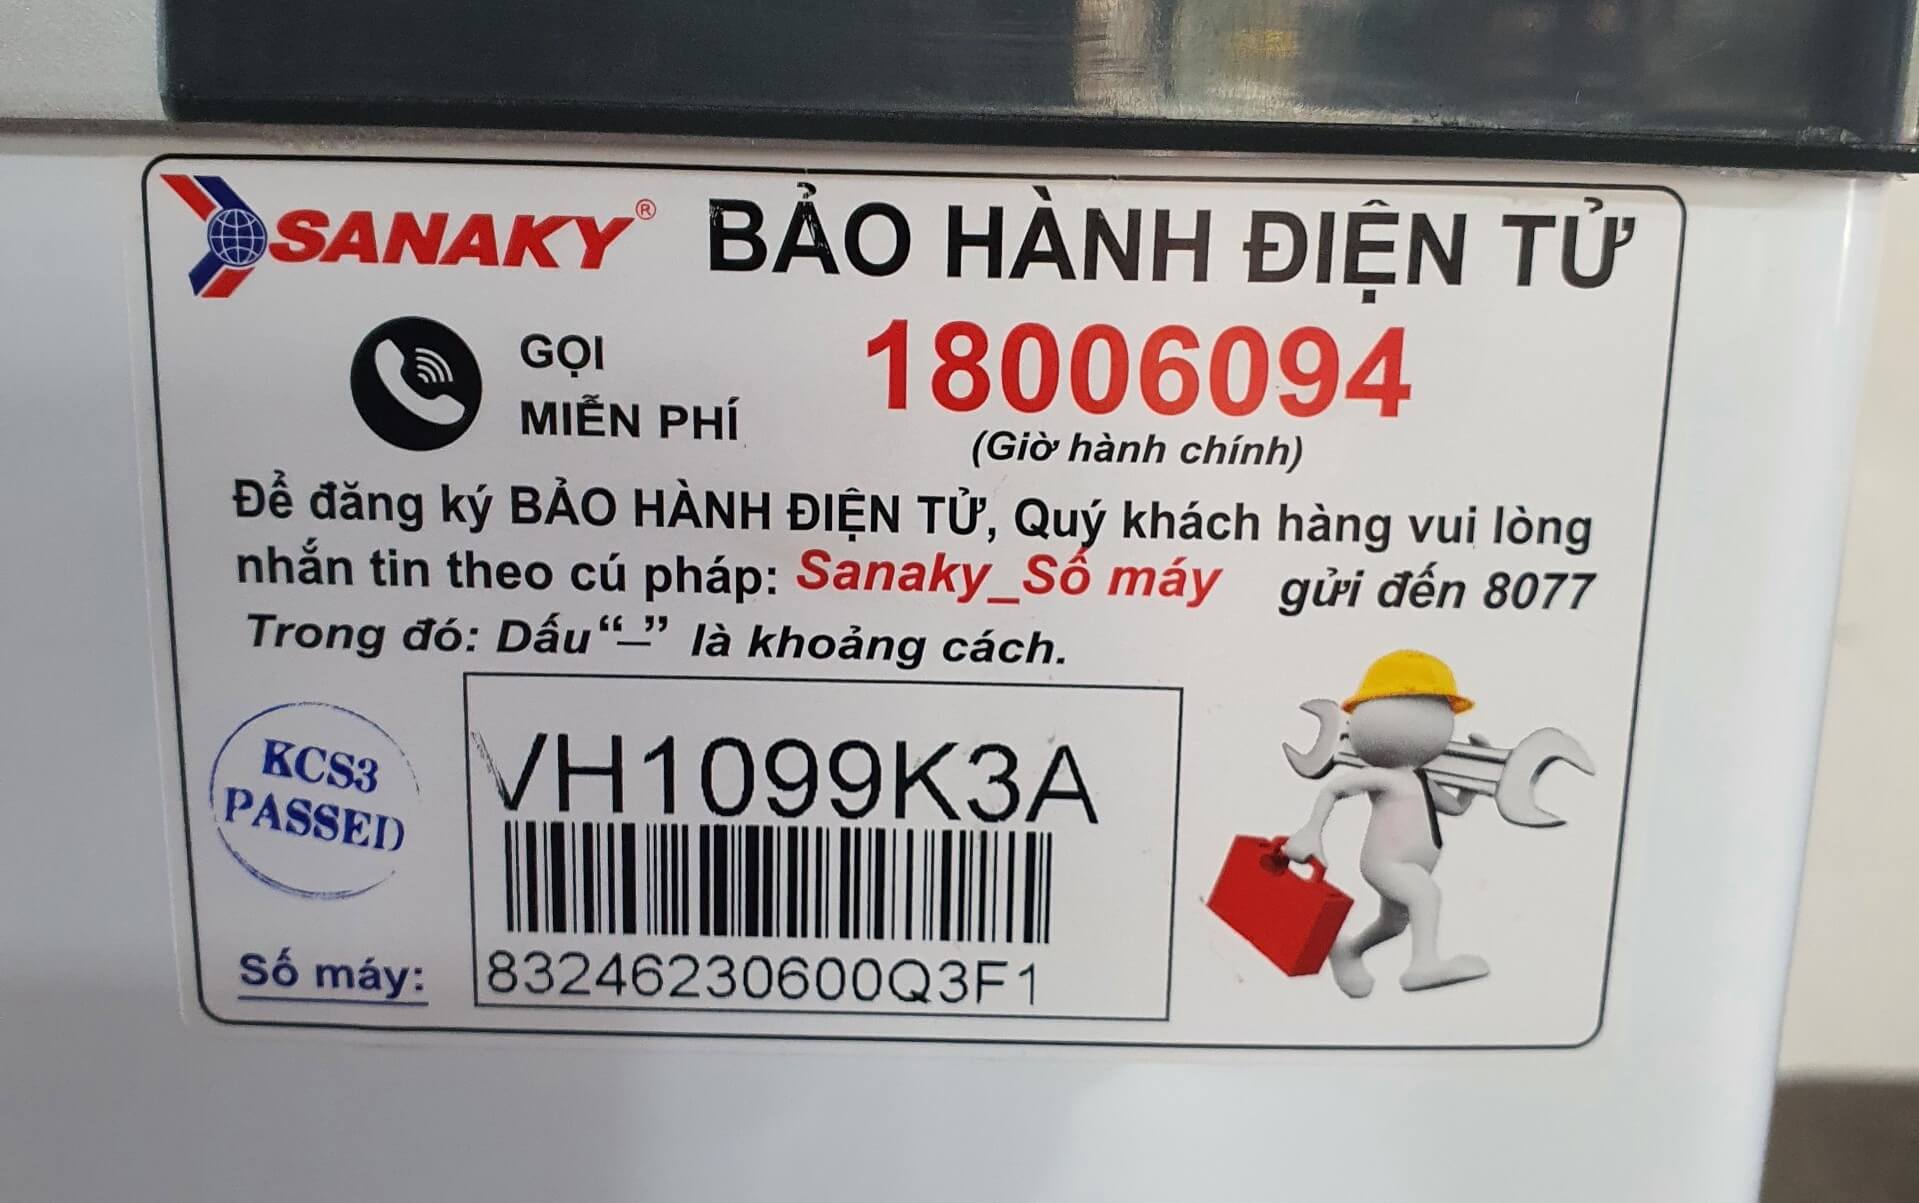 SANAKY® BẢO HÀNH ĐIỆN TỬ
GỌI
MIỄN PHÍ
18006094
(Giờ hành chính)
Để đăng ký BẢO HÀNH ĐIỆN TỬ, Quý khách hàng vui lòng
nhắn tin theo cú pháp: Sanaky_Số máy gửi đến 8077
Trong đó: Dấu “_” là khoảng cách.
KCS3
PASSED
VH1099K3A
Số máy: 83246230600Q3F1